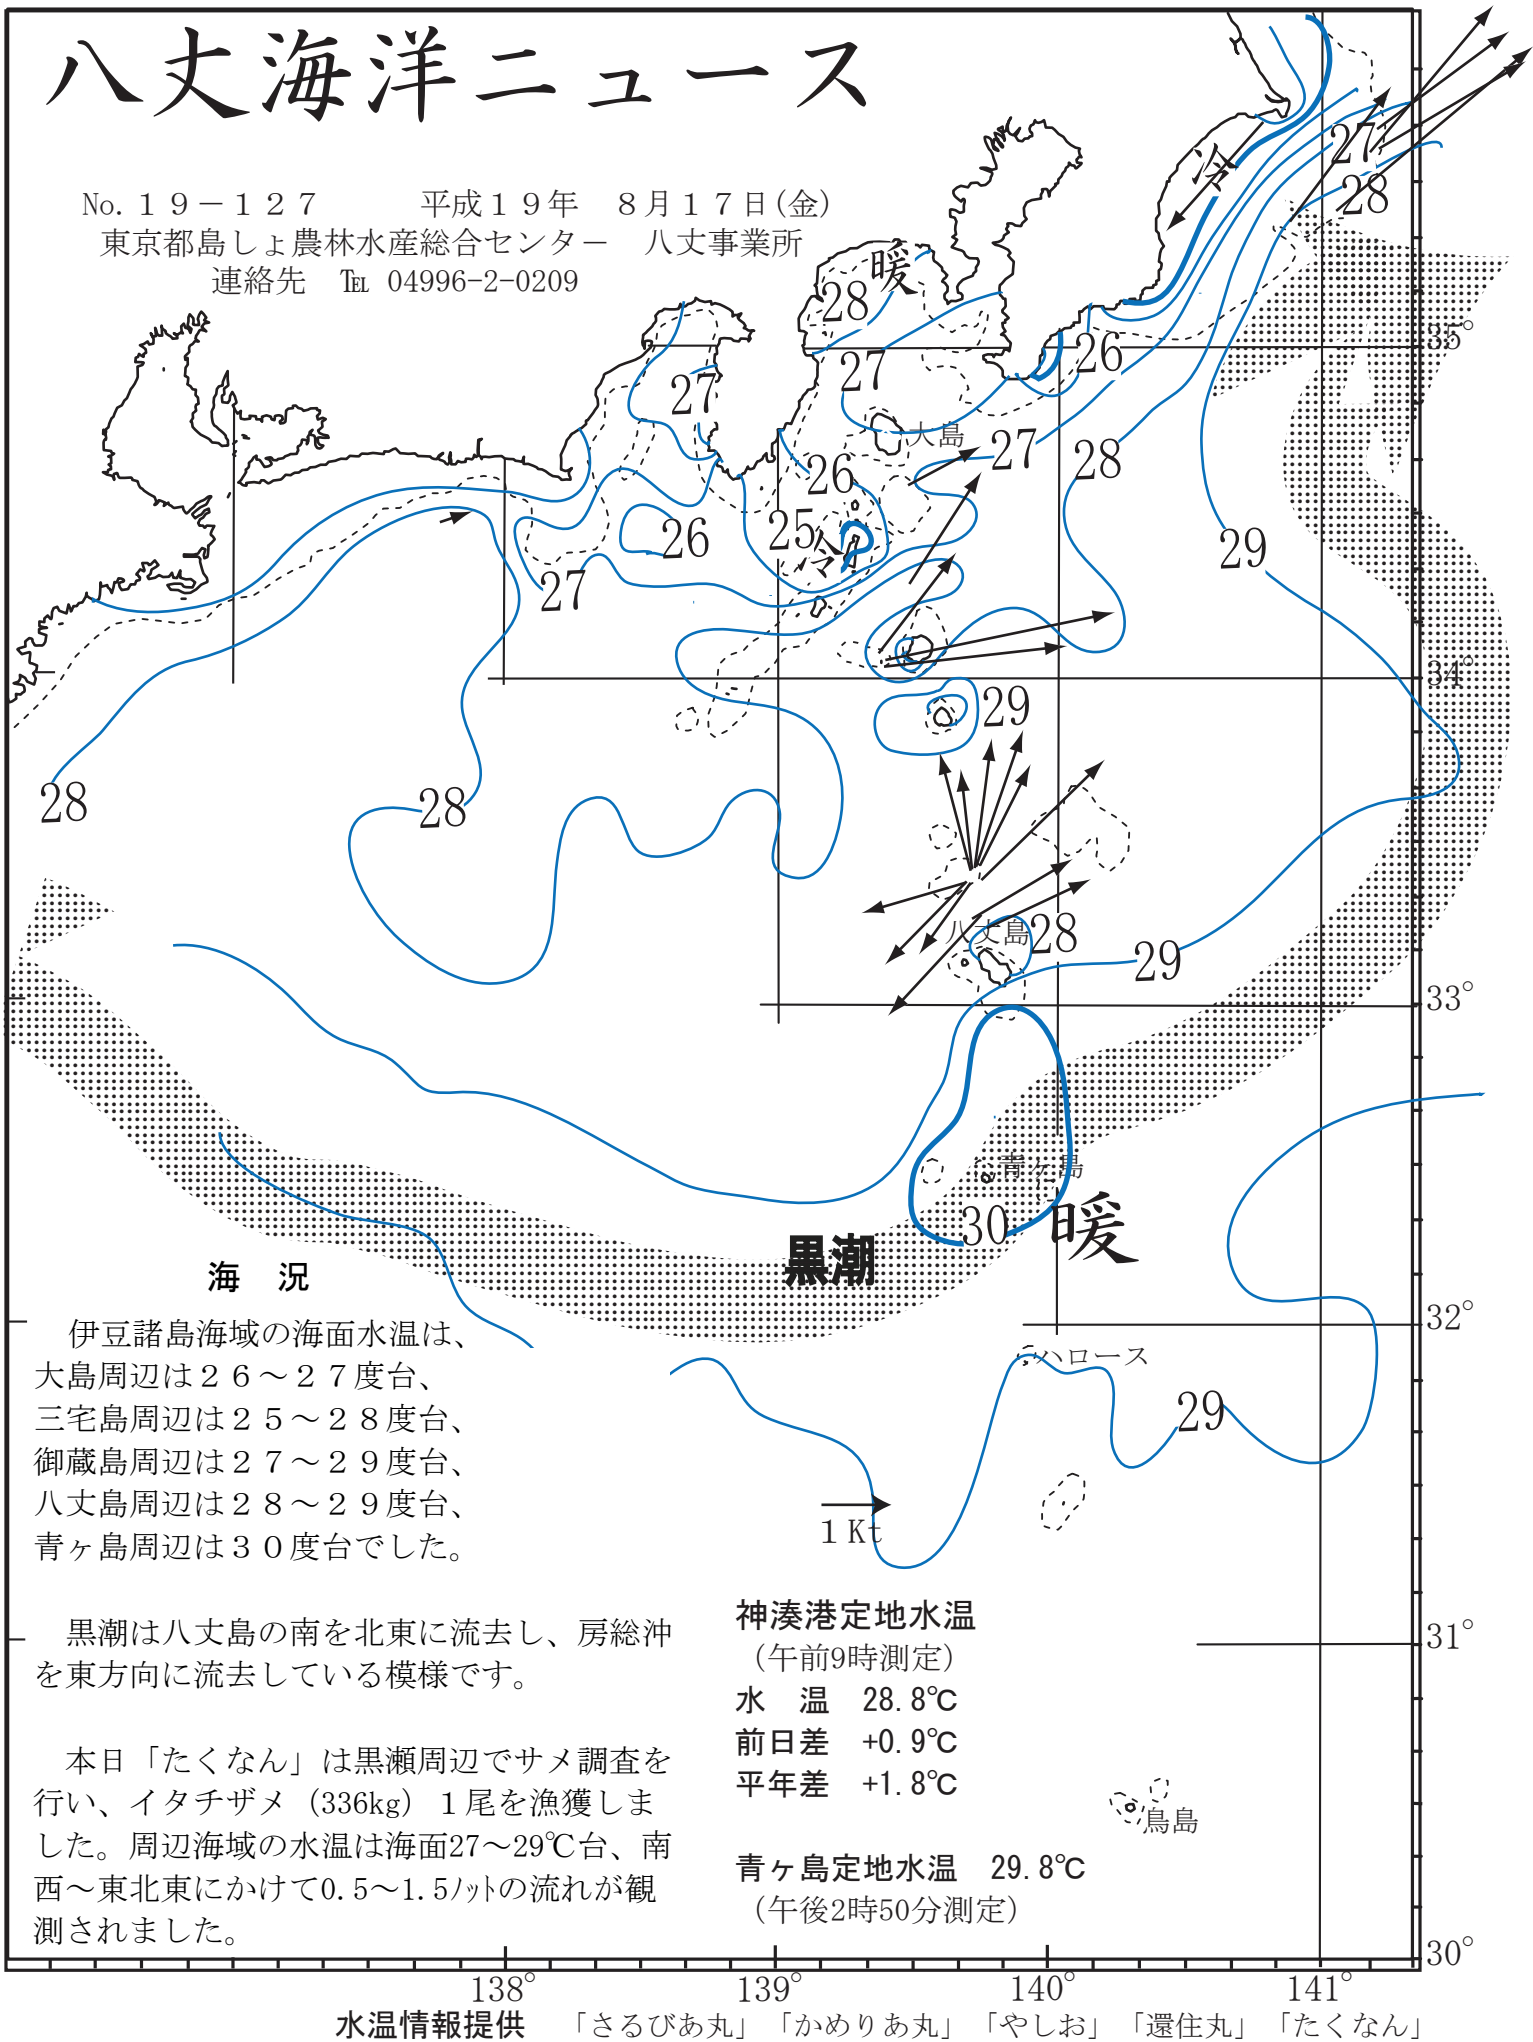 八丈海洋ニュース
No.１９－１２７　　　平成１９年　８月１７日(金)
東京都島しょ農林水産総合センター　八丈事業所
連絡先　℡ 04996-2-0209
冷
27
28
暖
28
35°
26
27
27
大島
27
28
26
25
冷
26
29
27
34°
29
28
28
八丈島
28
29
33°
青ヶ島
30
暖
黒潮
32°
ハロース
29
1 Kt
31°
鳥島
30°
海　況
伊豆諸島海域の海面水温は、
大島周辺は２６～２７度台、
三宅島周辺は２５～２８度台、
御蔵島周辺は２７～２９度台、
八丈島周辺は２８～２９度台、
青ヶ島周辺は３０度台でした。
黒潮は八丈島の南を北東に流去し、房総沖
を東方向に流去している模様です。
本日「たくなん」は黒瀬周辺でサメ調査を
行い、イタチザメ（336kg）１尾を漁獲しま
した。周辺海域の水温は海面27～29℃台、南
西～東北東にかけて0.5～1.5ﾉｯﾄの流れが観
測されました。
神湊港定地水温
（午前9時測定）
水　温　28.8℃
前日差　+0.9℃
平年差　+1.8℃
青ヶ島定地水温　29.8℃
（午後2時50分測定）
138°
139°
140°
141°
水温情報提供　「さるびあ丸」「かめりあ丸」「やしお」「還住丸」「たくなん」